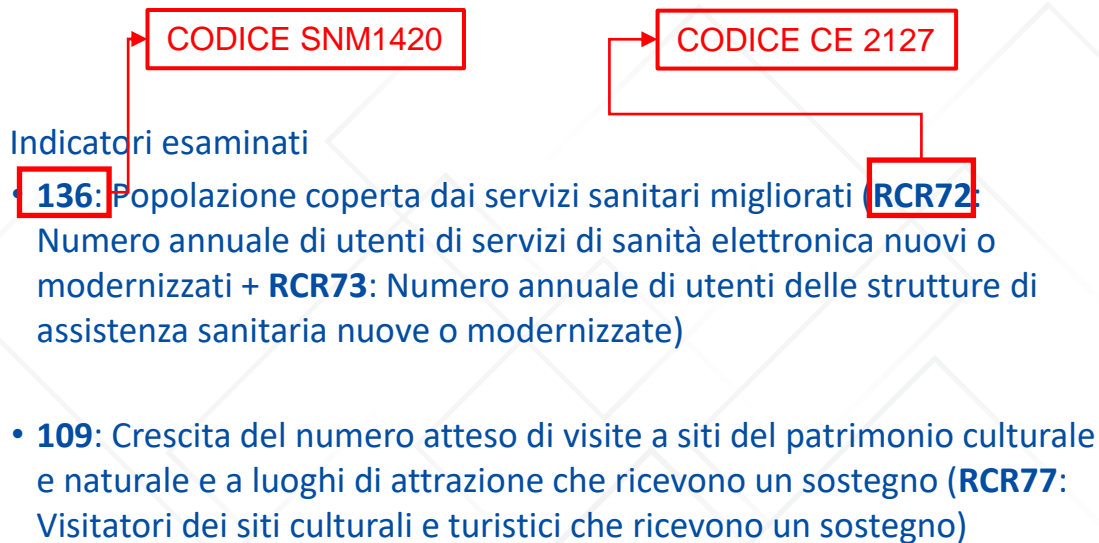 CODICE SNM1420
CODICE CE 2127
Indicatori esaminati
• 136: Popolazione coperta dai servizi sanitari migliorati (RCR72:
Numero annuale di utenti di servizi di sanità elettronica nuovi o
modernizzati + RCR73: Numero annuale di utenti delle strutture di
assistenza sanitaria nuove o modernizzate)
• 109: Crescita del numero atteso di visite a siti del patrimonio culturale
e naturale e a luoghi di attrazione che ricevono un sostegno (RCR77:
Visitatori dei siti culturali e turistici che ricevono un sostegno)